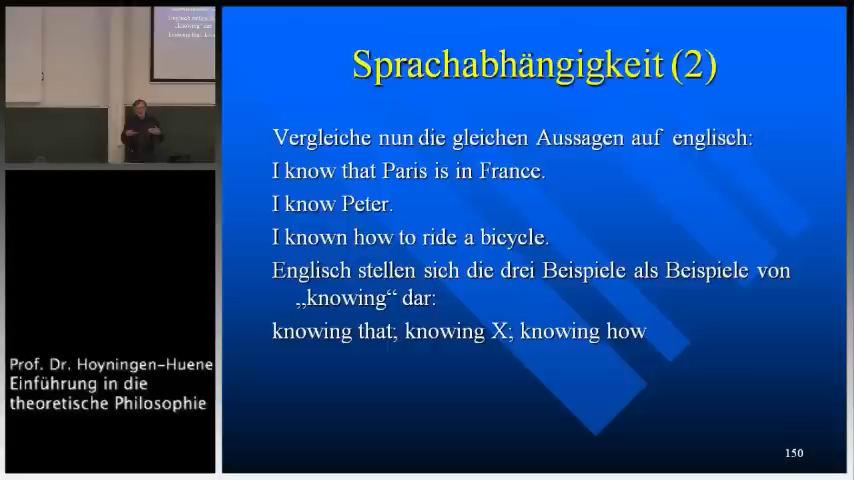 Sprachabhängigkeit (2)
Vergleiche nun die gleichen Aussagen auf englisch:
I know that Paris is in France.
I know Peter.
I known how to ride a bicycle.
Englisch stellen sich die drei Beispiele als Beispiele von
„knowing“ dar:
knowing that; knowing X; knowing how
150
Prof. Dr. Hoyningen-Huene
Einführung in die
theoretische Philosophie